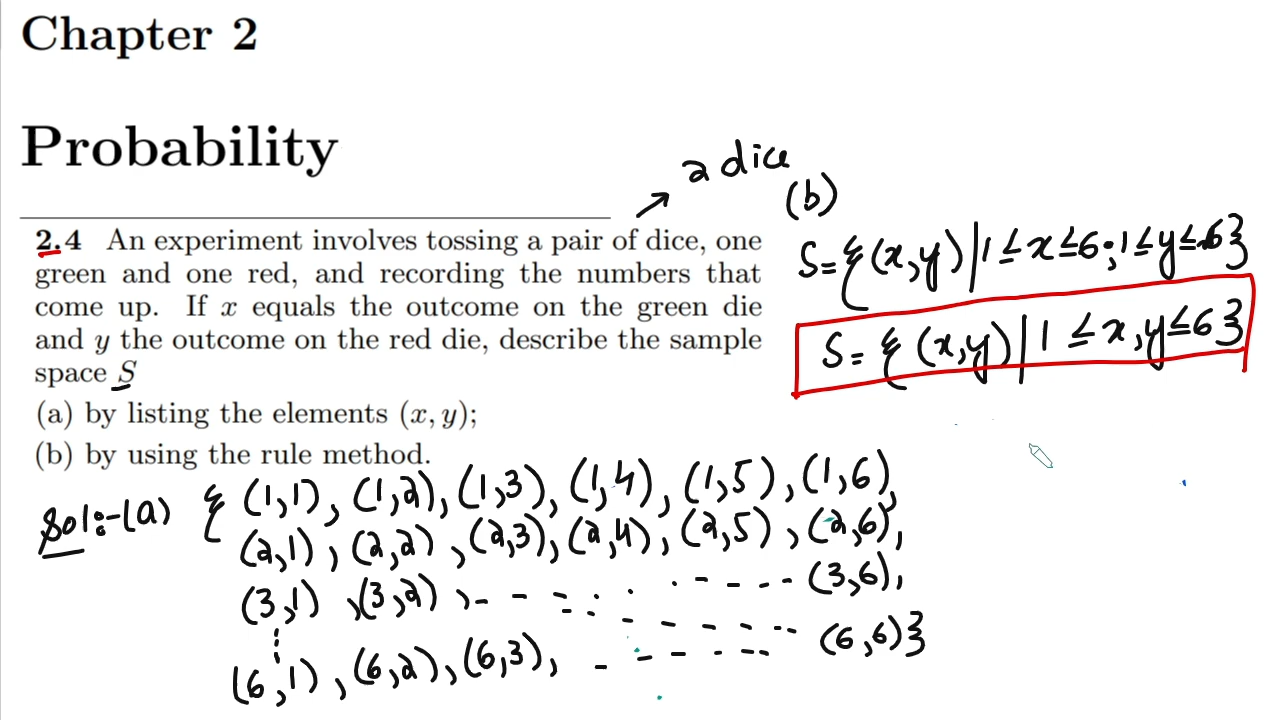 Chapter 2
Probability
2.4 An experiment involves tossing a pair of dice, one
green and one red, and recording the numbers that
come up. If x equals the outcome on the green die
and y the outcome on the red die, describe the sample
space S
(a) by listing the elements (x, y);
(b) by using the rule method.
2 dice
(b)
S={(x,y)|1≤x≤6;1≤y≤6}
S={(x,y)|1≤x,y≤6}
Sol:-(a) {(1,1), (1,2), (1,3), (1,4), (1,5), (1,6),
(2,1), (2,2), (2,3), (2,4), (2,5), (2,6),
(3,1), (3,2), - - - - - - - (3,6),
(6,1), (6,2), (6,3), - - - - - (6,6)}